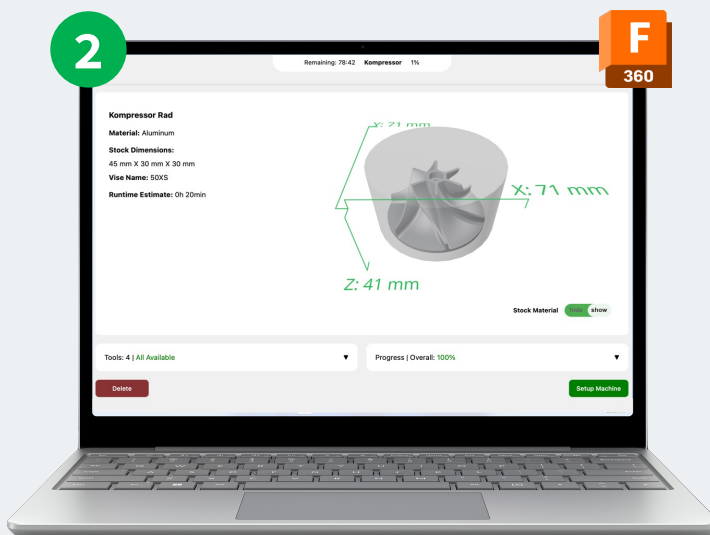 2
F
360
Remaining: 78:42 Kompressor 1%
Kompressor Rad
Material: Aluminum
Stock Dimensions:
45 mm X 30 mm X 30 mm
Vise Name: 50XS
Runtime Estimate: 0h 20min
Y: 71 mm
X: 71 mm
Z: 41 mm
Stock Material hide show
Tools: 4 | All Available ▼
Progress | Overall: 100% ▼
Delete
Setup Machine